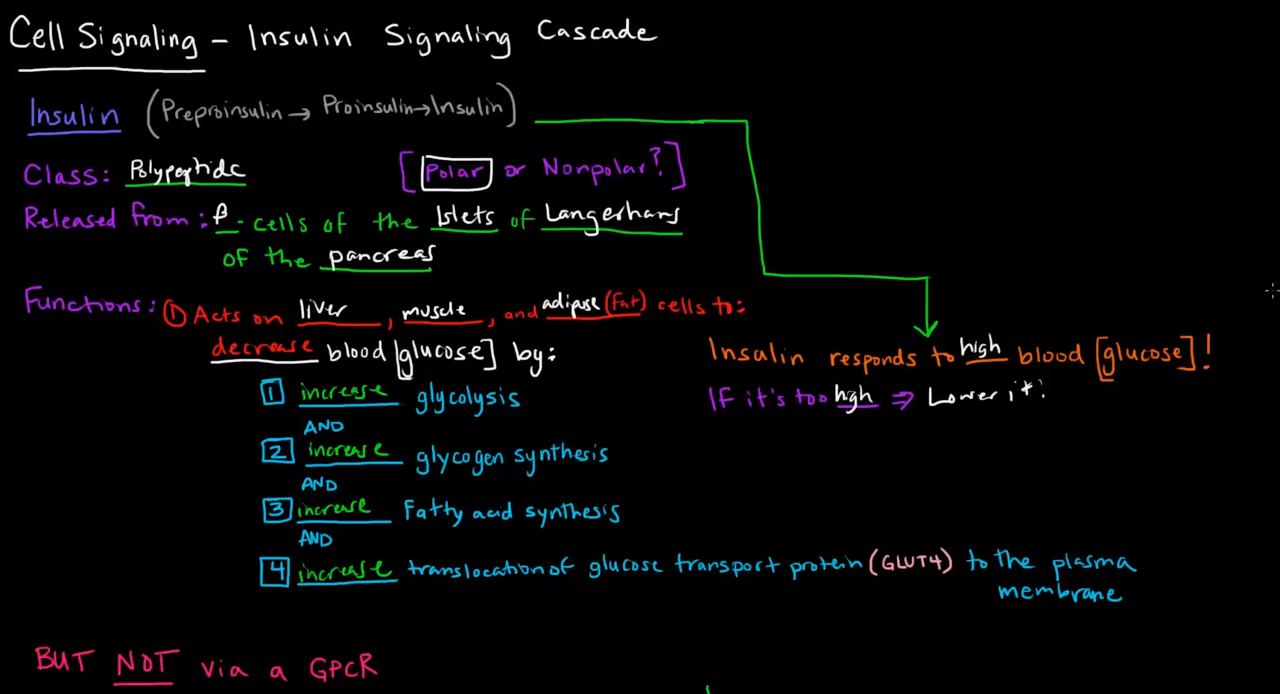 Cell Signaling - Insulin Signaling Cascade
Insulin (Preproinsulin → Proinsulin → Insulin)
Class: Polypeptide [Polar or Nonpolar?]
Released from: β-cells of the Islets of Langerhans
of the pancreas
Functions: ① Acts on liver, muscle, and adipose (fat) cells to:
decrease blood [glucose] by:
Insulin responds to high blood [glucose]!
1 increase glycolysis
If it's too high ⇒ Lower it!
AND
2 increase glycogen synthesis
AND
3 increase Fatty acid synthesis
AND
4 increase translocation of glucose transport protein (GLUT4) to the plasma
membrane
BUT NOT via a GPCR